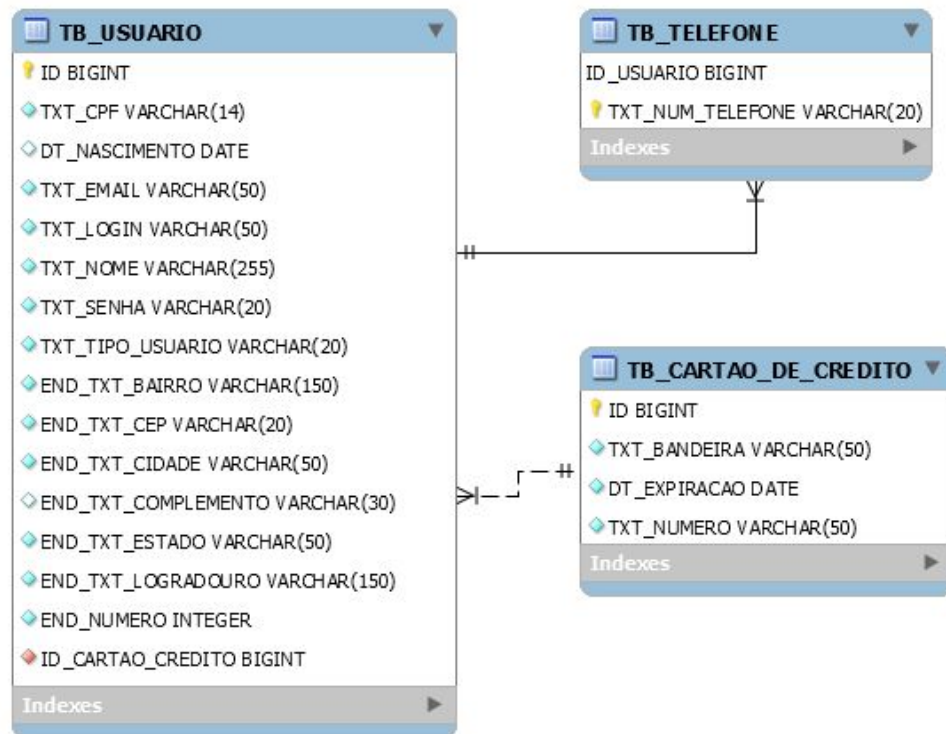 TB_USUARIO
ID BIGINT
TXT_CPF VARCHAR(14)
DT_NASCIMENTO DATE
TXT_EMAIL VARCHAR(50)
TXT_LOGIN VARCHAR(50)
TXT_NOME VARCHAR(255)
TXT_SENHA VARCHAR(20)
TXT_TIPO_USUARIO VARCHAR(20)
END_TXT_BAIRRO VARCHAR(150)
END_TXT_CEP VARCHAR(20)
END_TXT_CIDADE VARCHAR(50)
END_TXT_COMPLEMENTO VARCHAR(30)
END_TXT_ESTADO VARCHAR(50)
END_TXT_LOGRADOURO VARCHAR(150)
END_NUMERO INTEGER
ID_CARTAO_CREDITO BIGINT
Indexes
TB_TELEFONE
ID_USUARIO BIGINT
TXT_NUM_TELEFONE VARCHAR(20)
Indexes
TB_CARTAO_DE_CREDITO
ID BIGINT
TXT_BANDEIRA VARCHAR(50)
DT_EXPIRACAO DATE
TXT_NUMERO VARCHAR(50)
Indexes